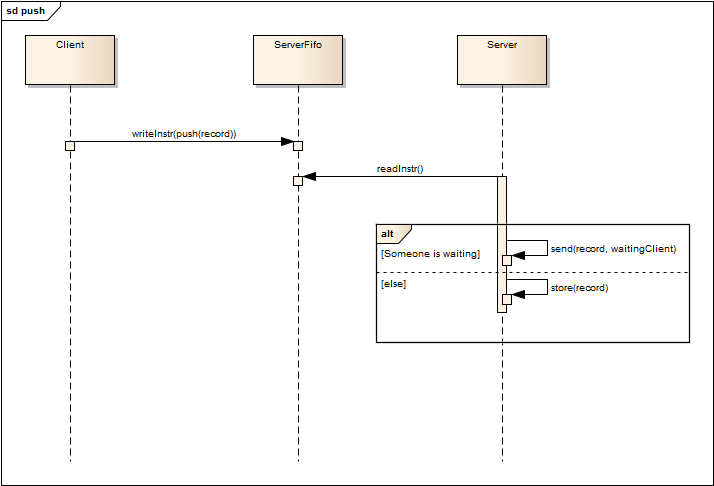 sd push
Client
ServerFifo
Server
writeInstr(push(record))
readInstr()
alt
[Someone is waiting]
send(record, waitingClient)
[else]
store(record)